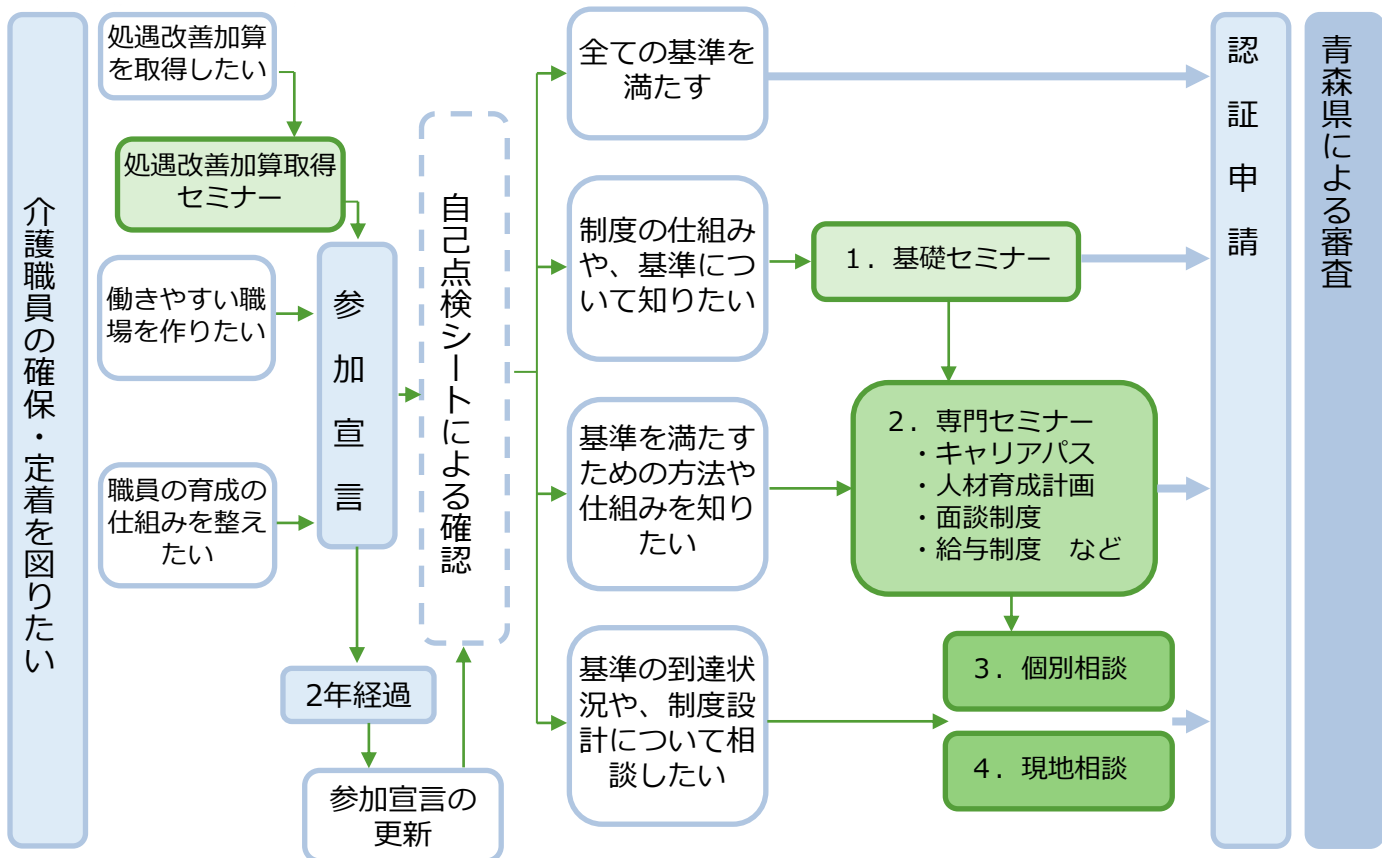 介護職員の確保・定着を図りたい
処遇改善加算
を取得したい
処遇改善加算取得
セミナー
働きやすい職
場を作りたい
職員の育成の
仕組みを整え
たい
参加宣言
2年経過
参加宣言の
更新
自己点検シートによる確認
全ての基準を
満たす
制度の仕組み
や、基準につ
いて知りたい
基準を満たす
ための方法や
仕組みを知り
たい
基準の到達状
況や、制度設
計について相
談したい
1．基礎セミナー
2．専門セミナー
・キャリアパス
・人材育成計画
・面談制度
・給与制度　など
3．個別相談
4．現地相談
認証申請
青森県による審査